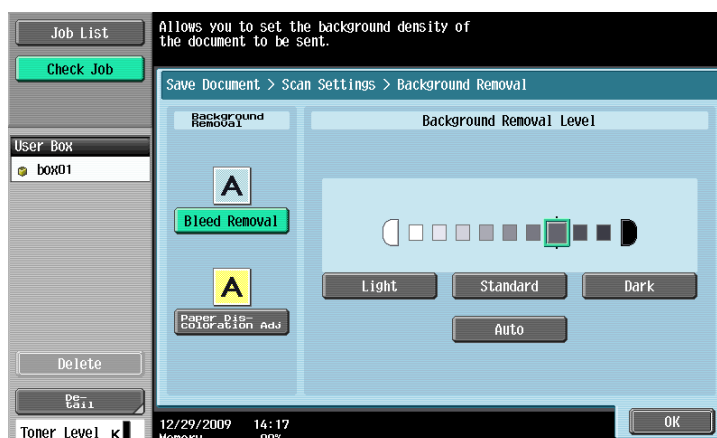 Job List
Allows you to set the background density of
the document to be sent.
Check Job
Save Document > Scan Settings > Background Removal
Background
Removal
Background Removal Level
User Box
box01
A
Bleed Removal
A
Light
Standard
Dark
Paper Dis-
coloration Adj
Auto
Delete
De-
tail
Toner Level K
12/29/2009 14:17
Memory 99%
OK